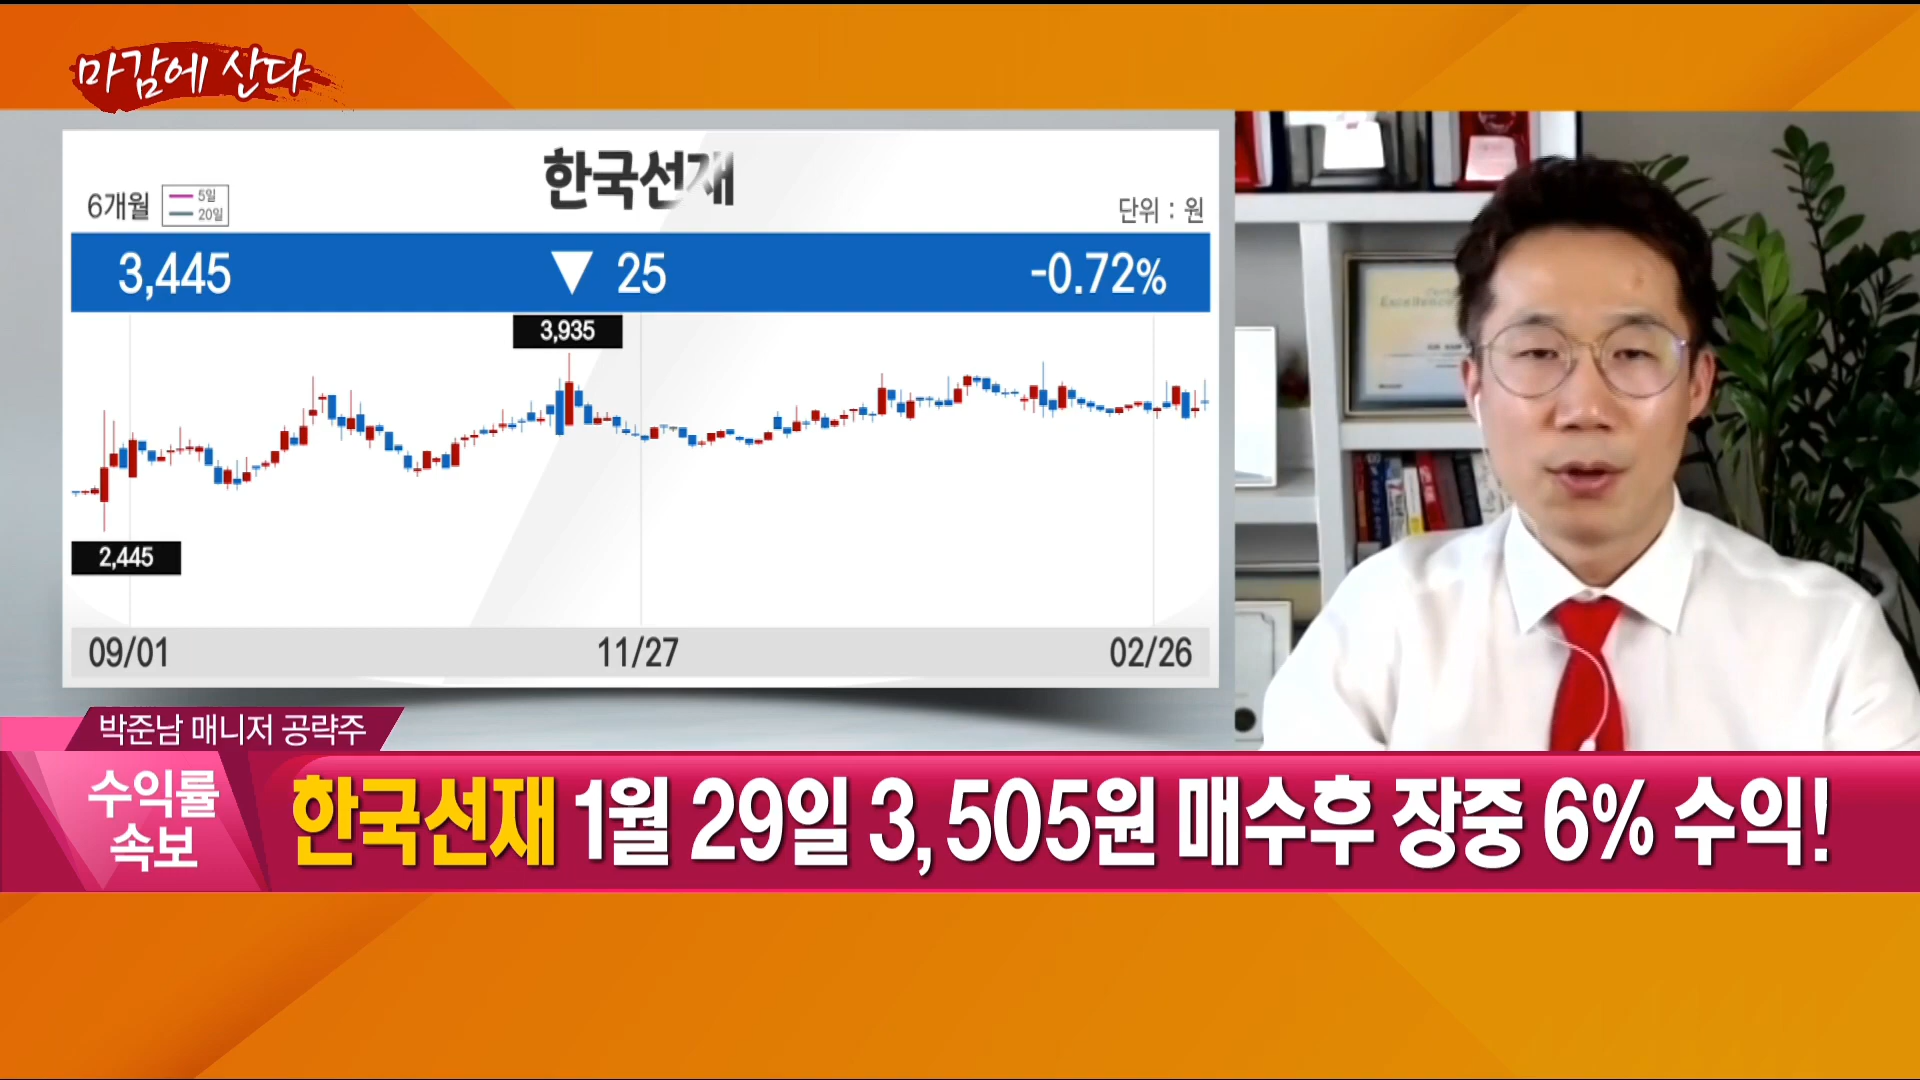 마감에 산다
한국선재
6개월
5일
20일
단위 : 원
3,445 ▼ 25 -0.72%
3,935
2,445
09/01 11/27 02/26
박준남 매니저 공략주
수익률
속보
한국선재 1월 29일 3,505원 매수후 장중 6% 수익!